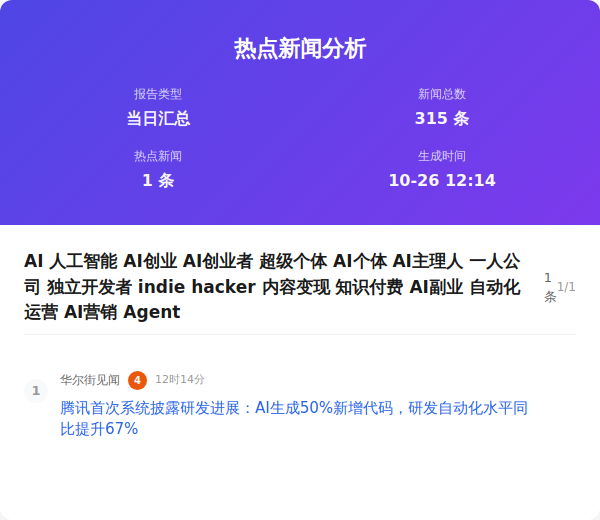 热点新闻分析
报告类型
当日汇总
新闻总数
315 条
热点新闻
1 条
生成时间
10-26 12:14
AI 人工智能 AI创业 AI创业者 超级个体 AI个体 AI主理人 一人公
司 独立开发者 indie hacker 内容变现 知识付费 AI副业 自动化
运营 AI营销 Agent
1
条
1/1
1
华尔街见闻 4 12时14分
腾讯首次系统披露研发进展：AI生成50%新增代码，研发自动化水平同
比提升67%